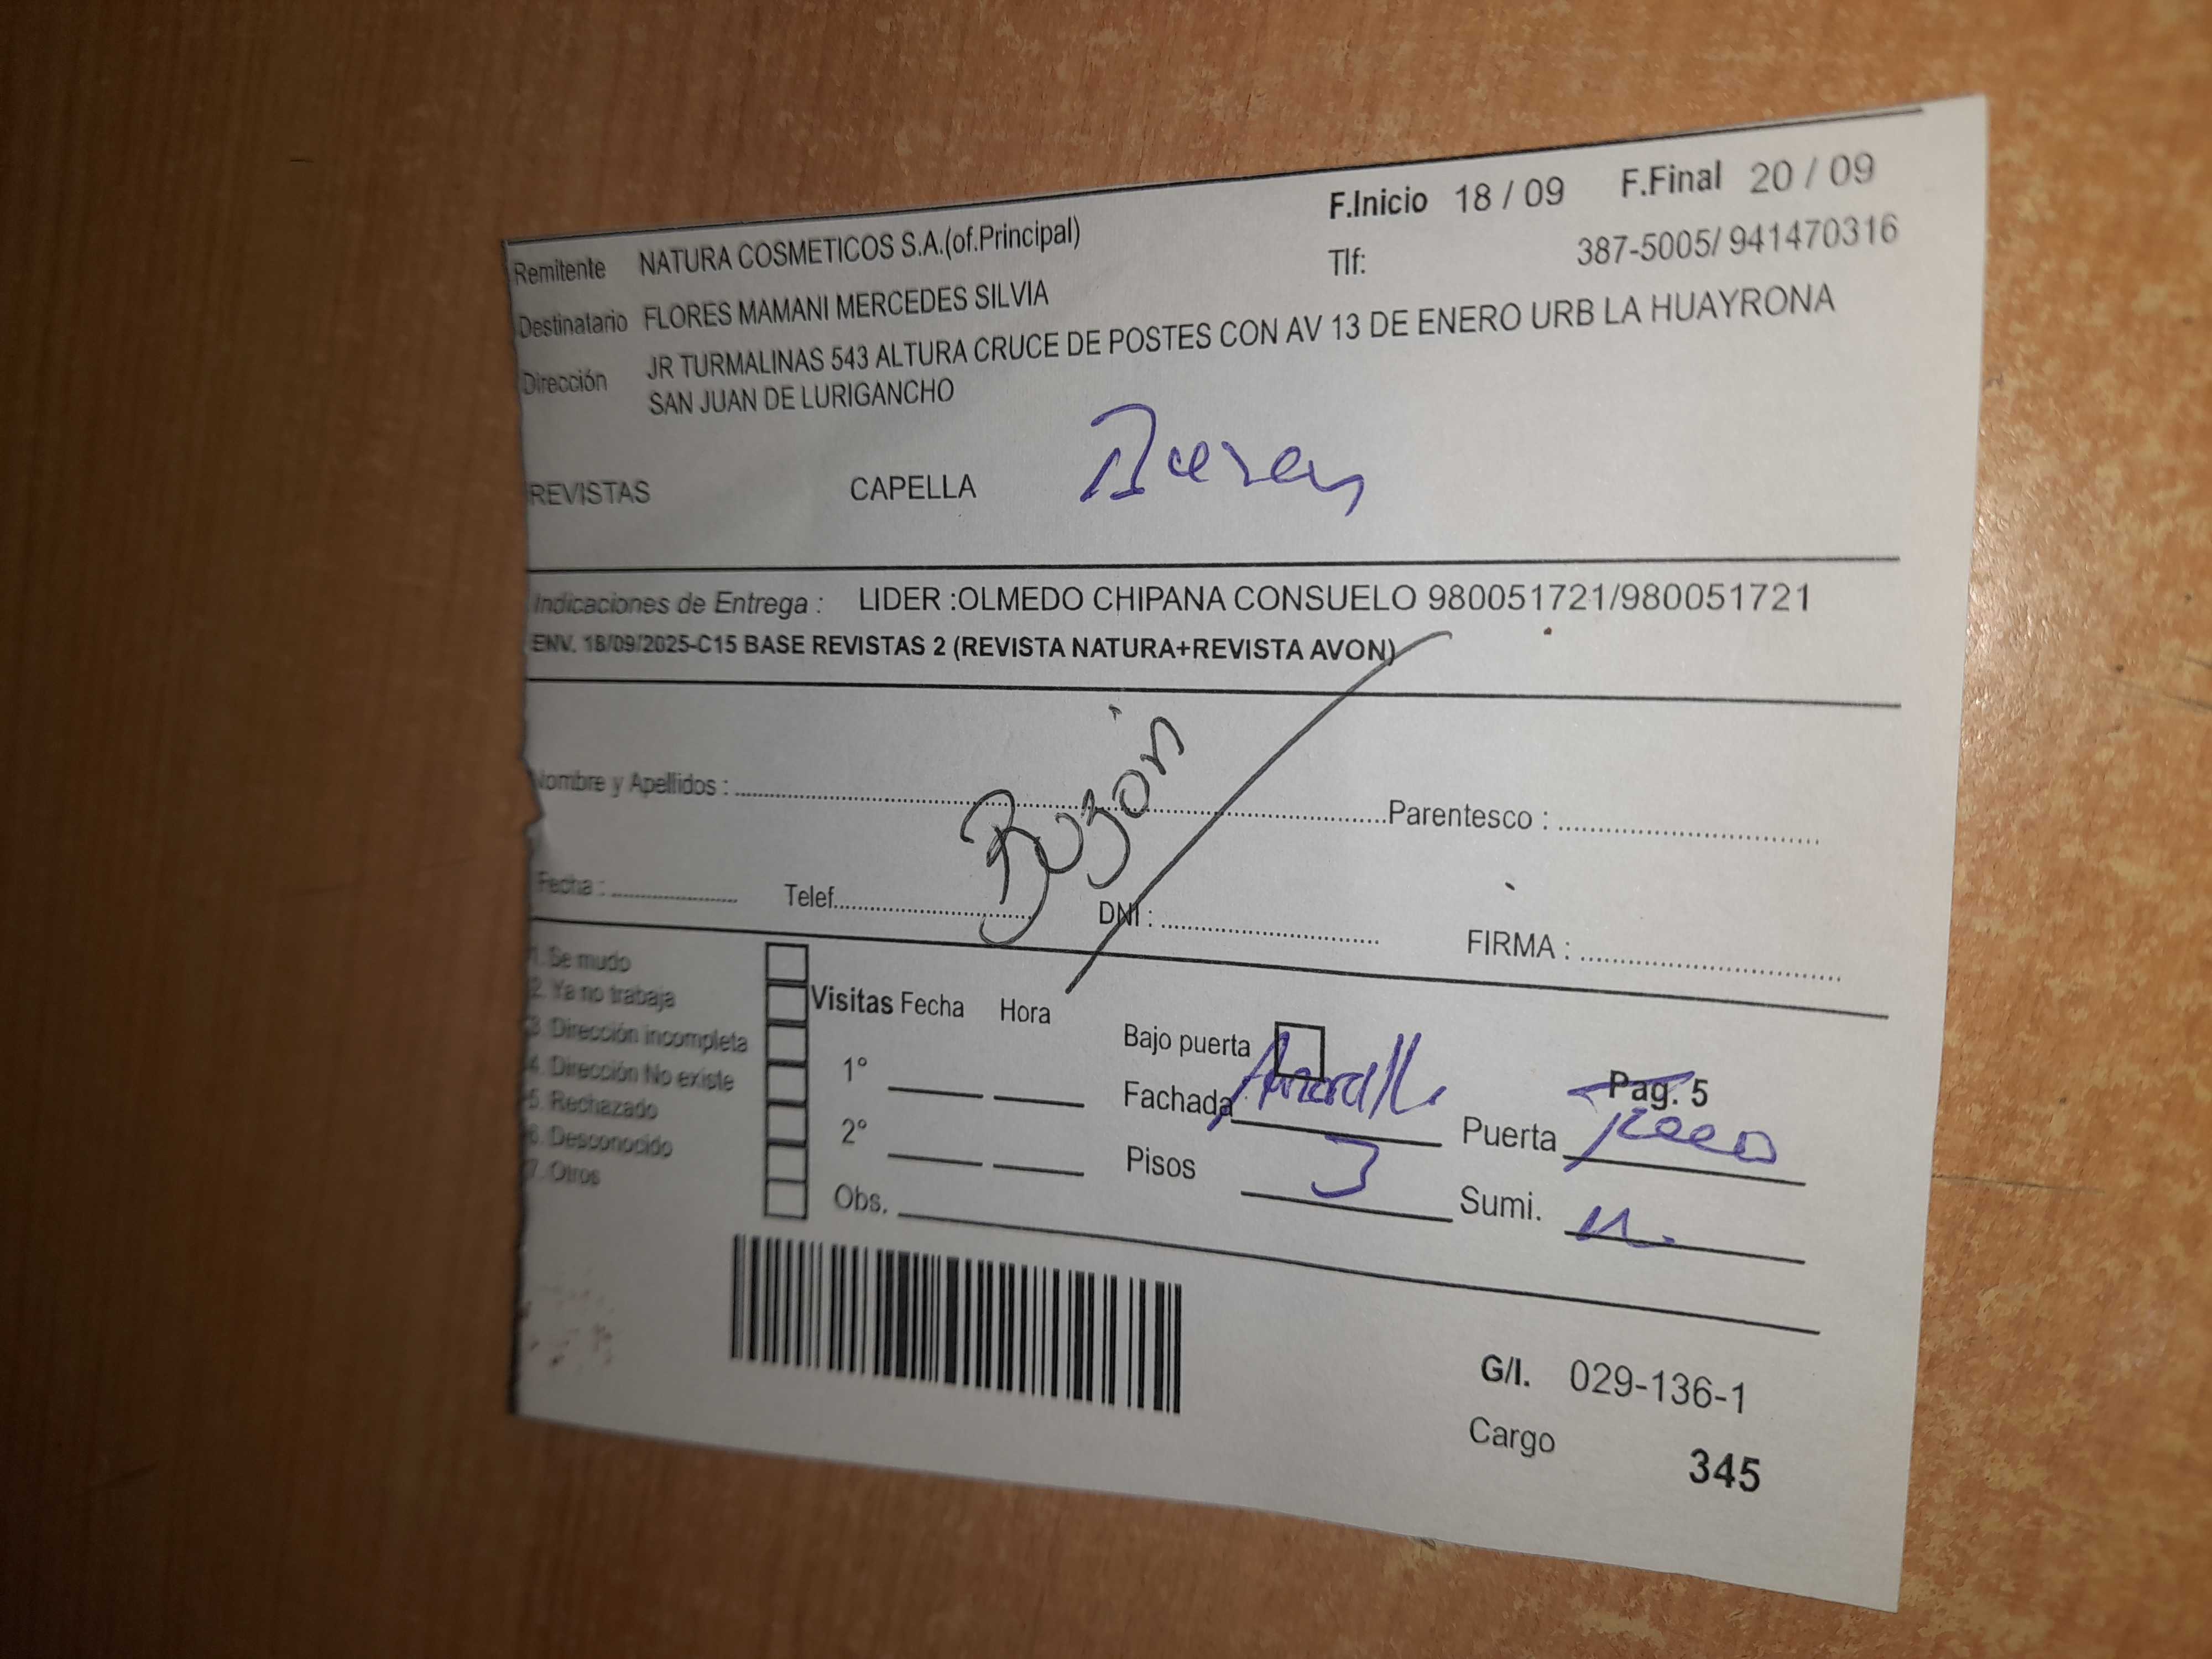 F.Inicio 18 / 09 F.Final 20 / 09
Remitente NATURA COSMETICOS S.A.(of.Principal) Tlf: 387-5005/ 941470316
Destinatario FLORES MAMANI MERCEDES SILVIA
Dirección JR TURMALINAS 543 ALTURA CRUCE DE POSTES CON AV 13 DE ENERO URB LA HUAYRONA
SAN JUAN DE LURIGANCHO
REVISTAS CAPELLA
Indicaciones de Entrega : LIDER :OLMEDO CHIPANA CONSUELO 980051721/980051721
ENV. 18/09/2025-C15 BASE REVISTAS 2 (REVISTA NATURA+REVISTA AVON)
Buzón
Nombre y Apellidos : Parentesco :
Fecha : Telef. DNI : FIRMA :
1. Se mudo
2. Ya no trabaja
3. Dirección incompleta
4. Dirección No existe
5. Rechazado
6. Desconocido
7. Otros
Visitas Fecha Hora
1°
2°
Obs.
Bajo puerta
Pag. 5
Fachada Puerta
Pisos 3 Sumi.
G/I. 029-136-1
Cargo 345